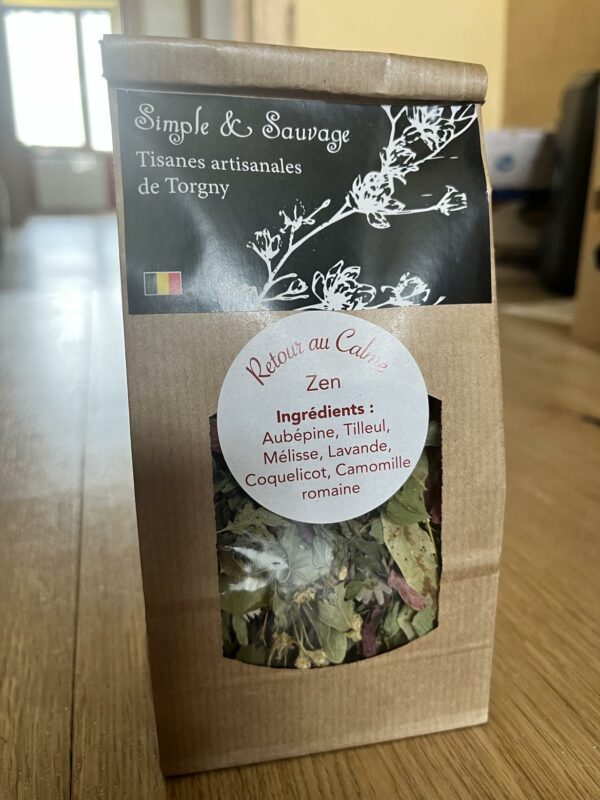 Simple & Sauvage
Tisanes artisanales
de Torgny
Retour au Calme
Zen
Ingrédients :
Aubépine, Tilleul,
Mélisse, Lavande,
Coquelicot, Camomille
romaine